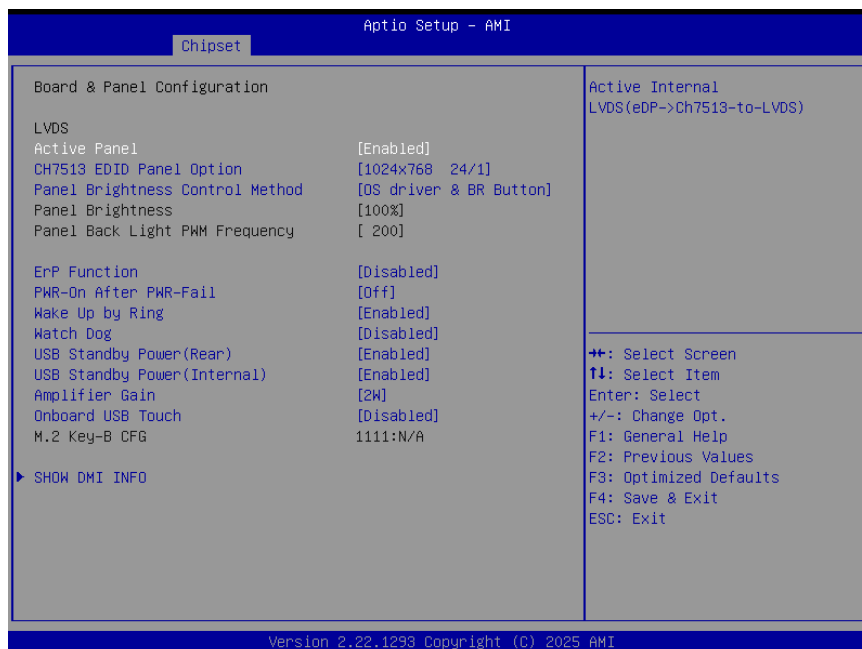 Aptio Setup – AMI
Chipset
Board & Panel Configuration
LVDS
Active Panel [Enabled]
CH7513 EDID Panel Option [1024x768  24/1]
Panel Brightness Control Method [OS driver & BR Button]
Panel Brightness [100%]
Panel Back Light PWM Frequency [ 200]
ErP Function [Disabled]
PWR-On After PWR-Fail [Off]
Wake Up by Ring [Enabled]
Watch Dog [Disabled]
USB Standby Power(Rear) [Enabled]
USB Standby Power(Internal) [Enabled]
Amplifier Gain [2W]
Onboard USB Touch [Disabled]
M.2 Key-B CFG 1111:N/A
SHOW DMI INFO
Active Internal
LVDS(eDP->Ch7513-to-LVDS)
→←: Select Screen
↑↓: Select Item
Enter: Select
+/-: Change Opt.
F1: General Help
F2: Previous Values
F3: Optimized Defaults
F4: Save & Exit
ESC: Exit
Version 2.22.1293 Copyright (C) 2025 AMI